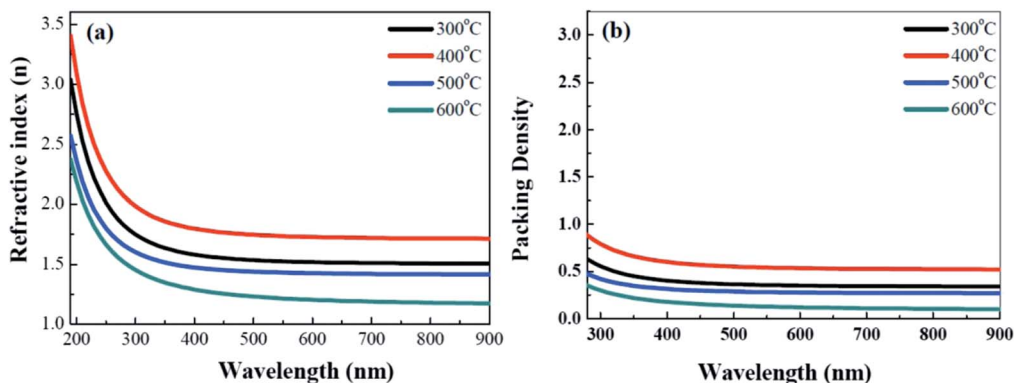 (a)
300°C
400°C
500°C
600°C
3.5
3.0
2.5
2.0
1.5
1.0
Refractive index (n)
200 300 400 500 600 700 800 900
Wavelength (nm)
(b)
300°C
400°C
500°C
600°C
3.0
2.5
2.0
1.5
1.0
0.5
0.0
Packing Density
300 400 500 600 700 800 900
Wavelength (nm)